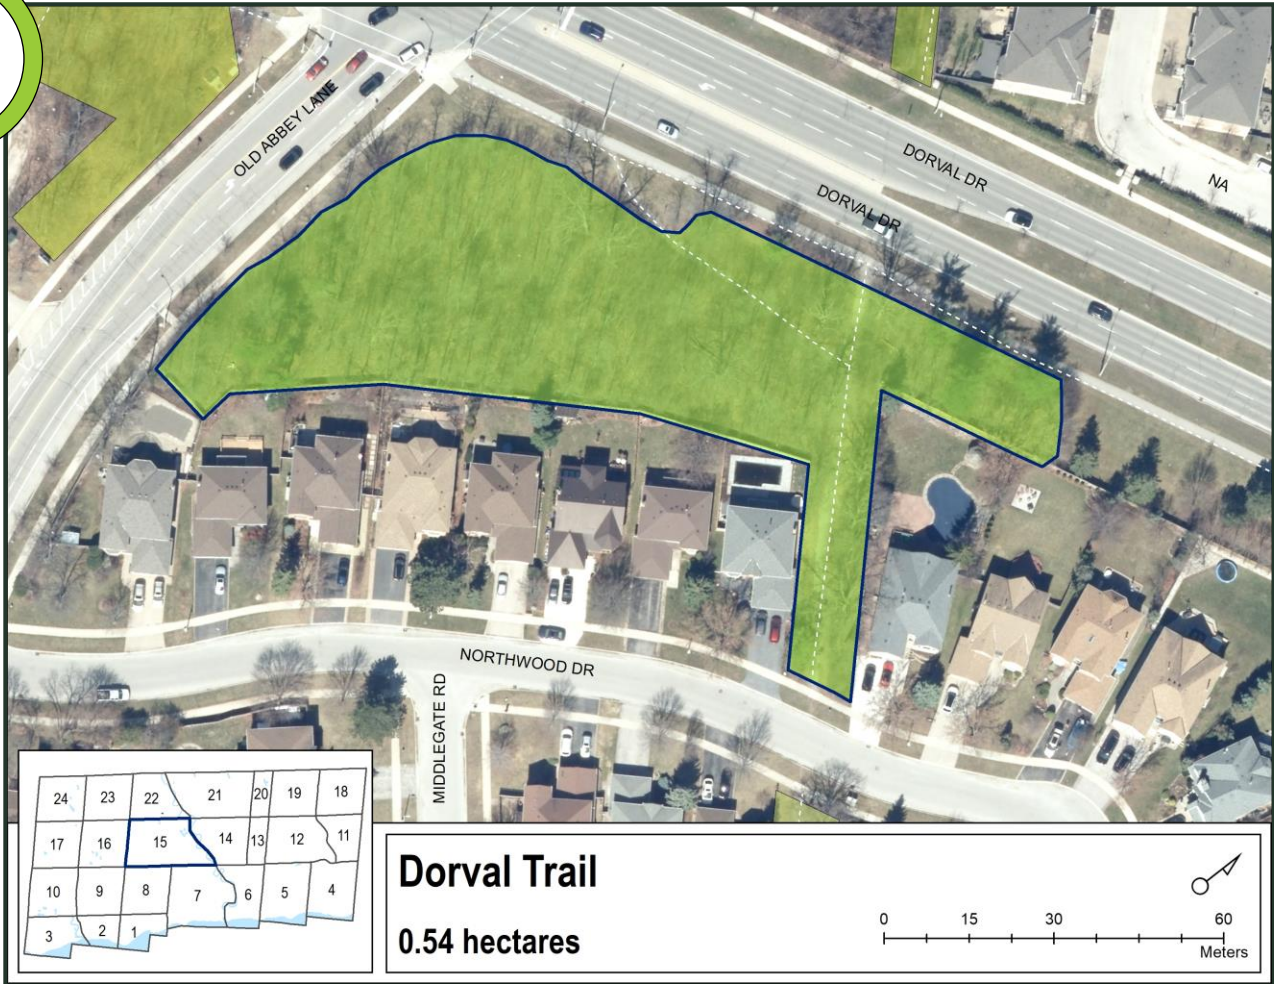 OLD ABBEY LANE
DORVAL DR
DORVAL DR
NA
NORTHWOOD DR
MIDDLEGATE RD
24 23 22 21 20 19 18
17 16 15 14 13 12 11
10 9 8 7 6 5 4
3 2 1
Dorval Trail
0.54 hectares
0 15 30 60
Meters